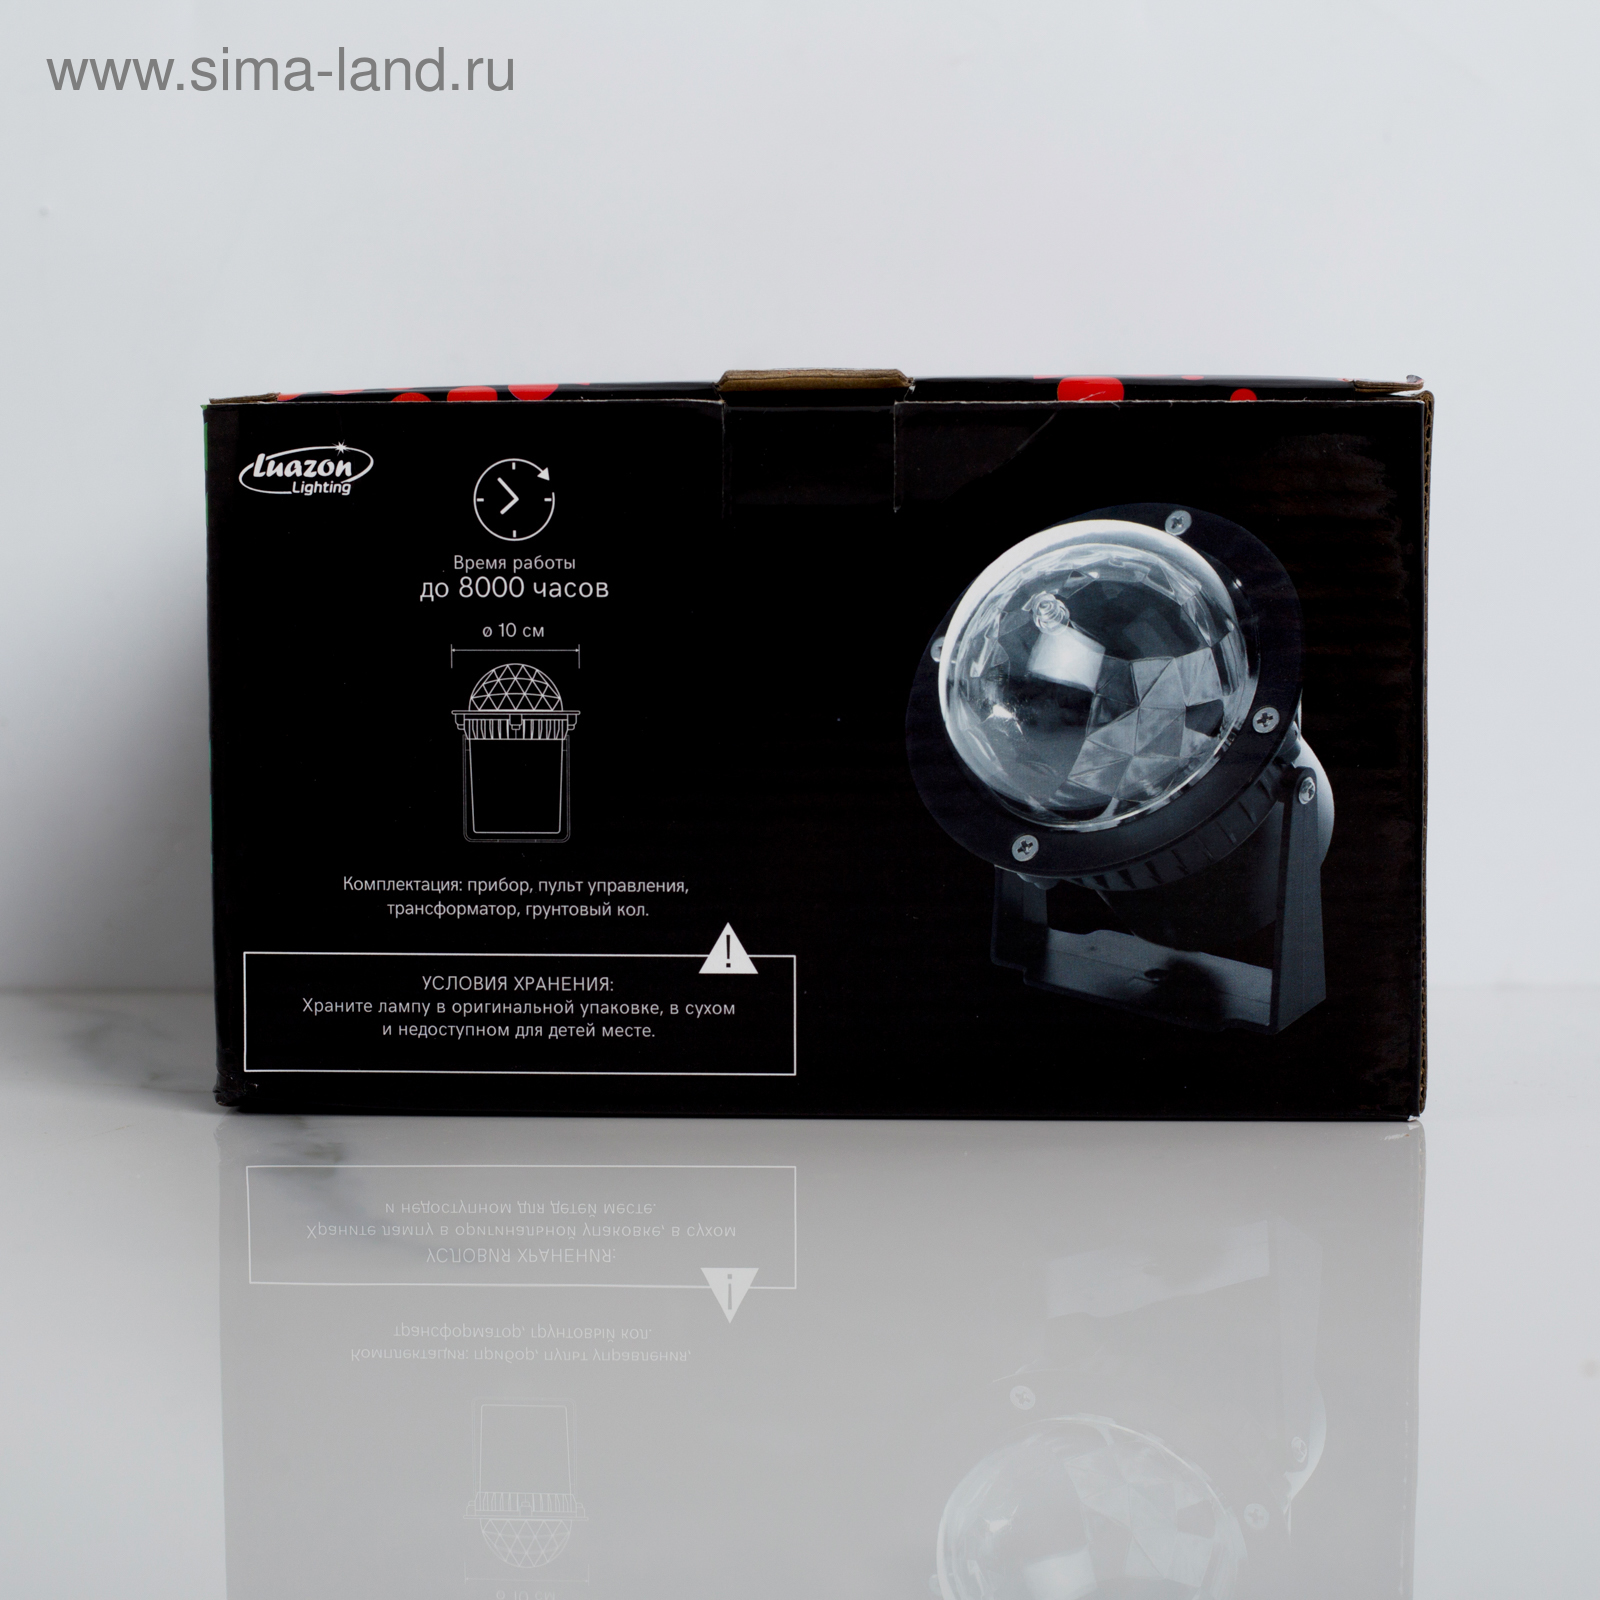 www.sima-land.ru
Luazon
Lighting
Время работы
до 8000 часов
ø 10 см
Комплектация: прибор, пульт управления,
трансформатор, грунтовый кол.
!
УСЛОВИЯ ХРАНЕНИЯ:
Храните лампу в оригинальной упаковке, в сухом
и недоступном для детей месте.